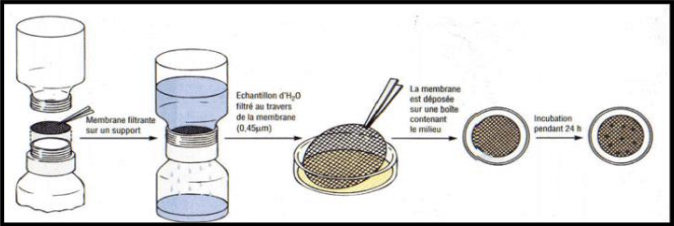 Membrane filtrante
sur un support
Echantillon d'H₂O
filtré au travers
de la membrane
(0,45µm)
La membrane
est déposée
sur une boîte
contenant
le milieu
Incubation
pendant 24 h